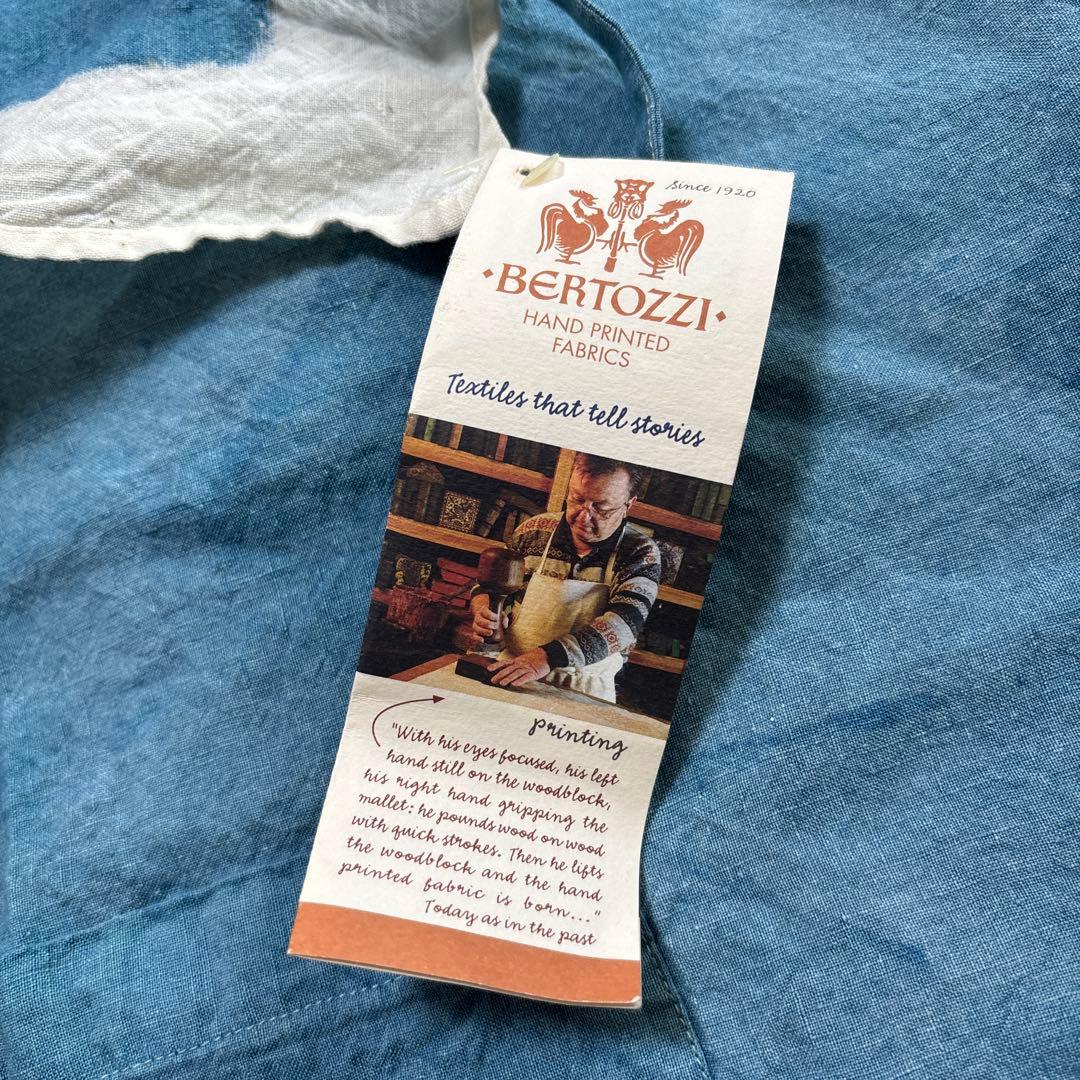 since 1920
·BERTOZZI·
HAND PRINTED
FABRICS
Textiles that tell stories
printing
"With his eyes focused, his left
hand still on the woodblock,
his right hand gripping the
mallet: he pounds wood on wood
with quick strokes. Then he lifts
the woodblock and the hand
printed fabric is born..."
Today as in the past